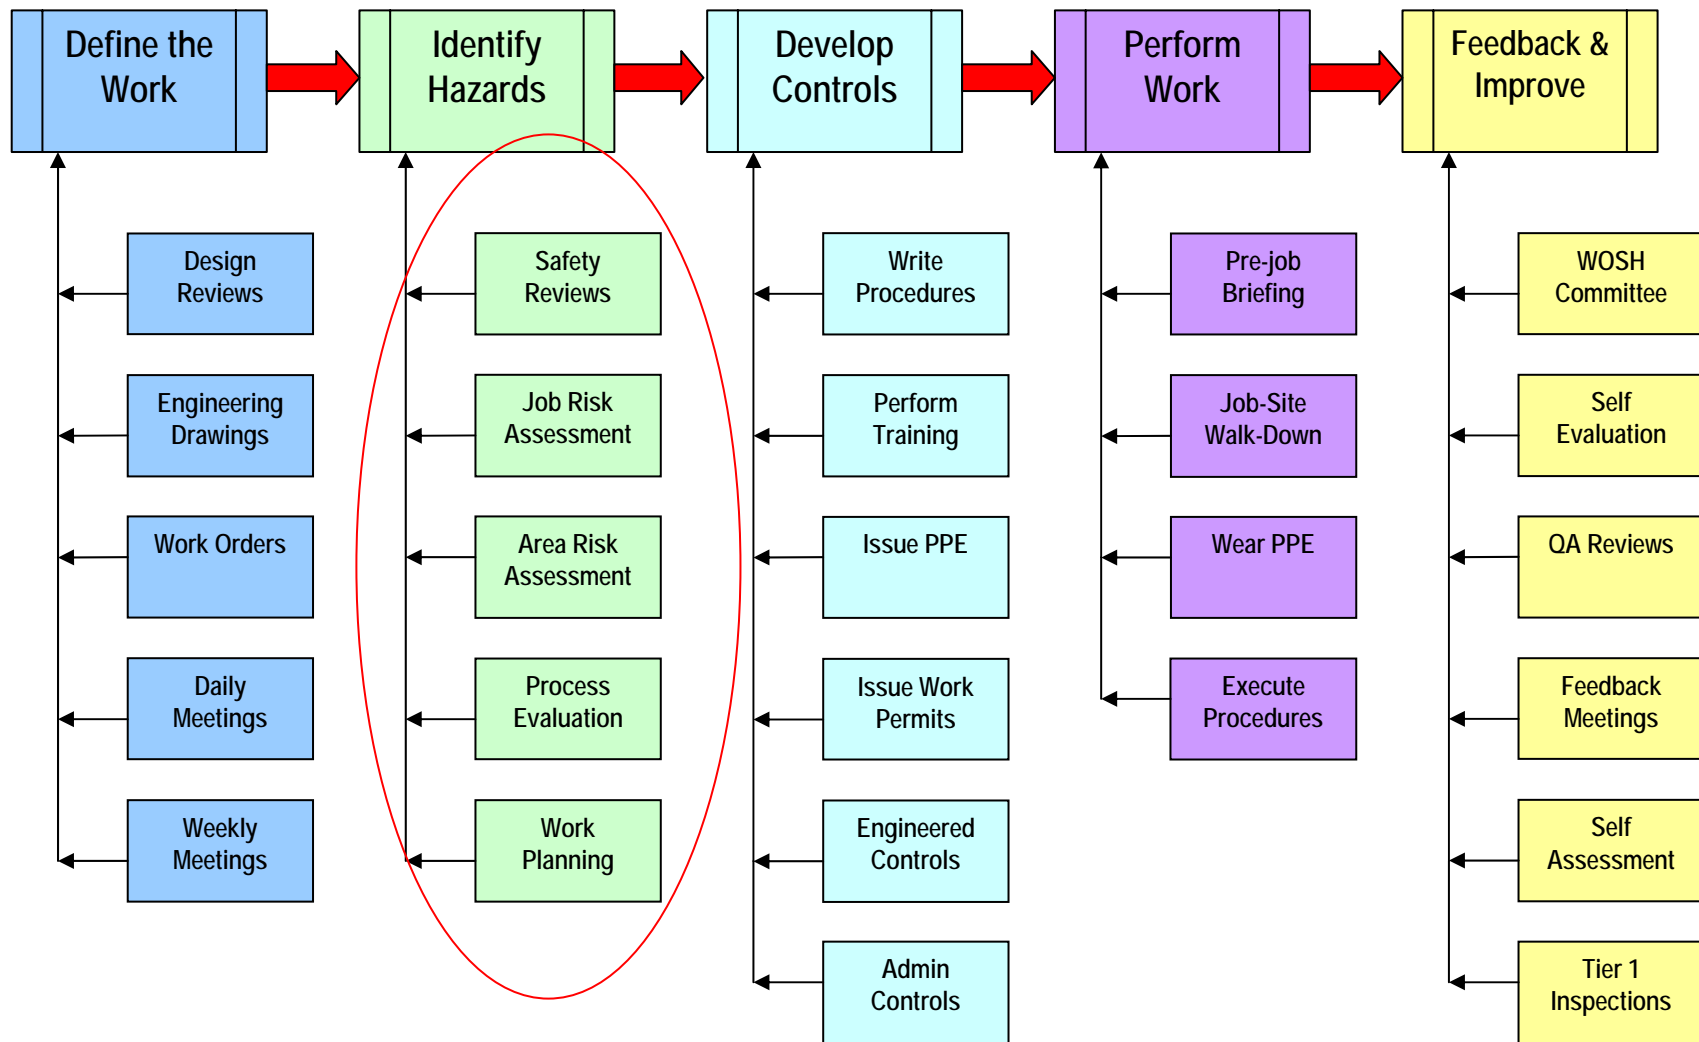 Define the
Work
Identify
Hazards
Develop
Controls
Perform
Work
Feedback &
Improve
Design
Reviews
Engineering
Drawings
Work Orders
Daily
Meetings
Weekly
Meetings
Safety
Reviews
Job Risk
Assessment
Area Risk
Assessment
Process
Evaluation
Work
Planning
Write
Procedures
Perform
Training
Issue PPE
Issue Work
Permits
Engineered
Controls
Admin
Controls
Pre-job
Briefing
Job-Site
Walk-Down
Wear PPE
Execute
Procedures
WOSH
Committee
Self
Evaluation
QA Reviews
Feedback
Meetings
Self
Assessment
Tier 1
Inspections